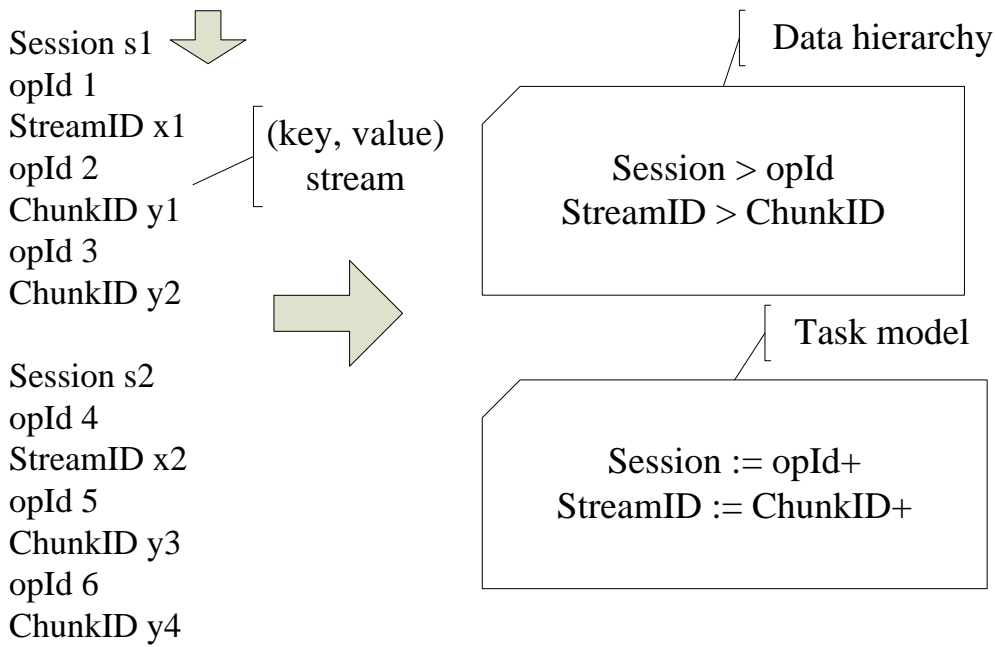 Session s1
opId 1
StreamID x1
opId 2
ChunkID y1
opId 3
ChunkID y2
Session s2
opId 4
StreamID x2
opId 5
ChunkID y3
opId 6
ChunkID y4
(key, value)
stream
Data hierarchy
Session > opId
StreamID > ChunkID
Task model
Session := opId+
StreamID := ChunkID+